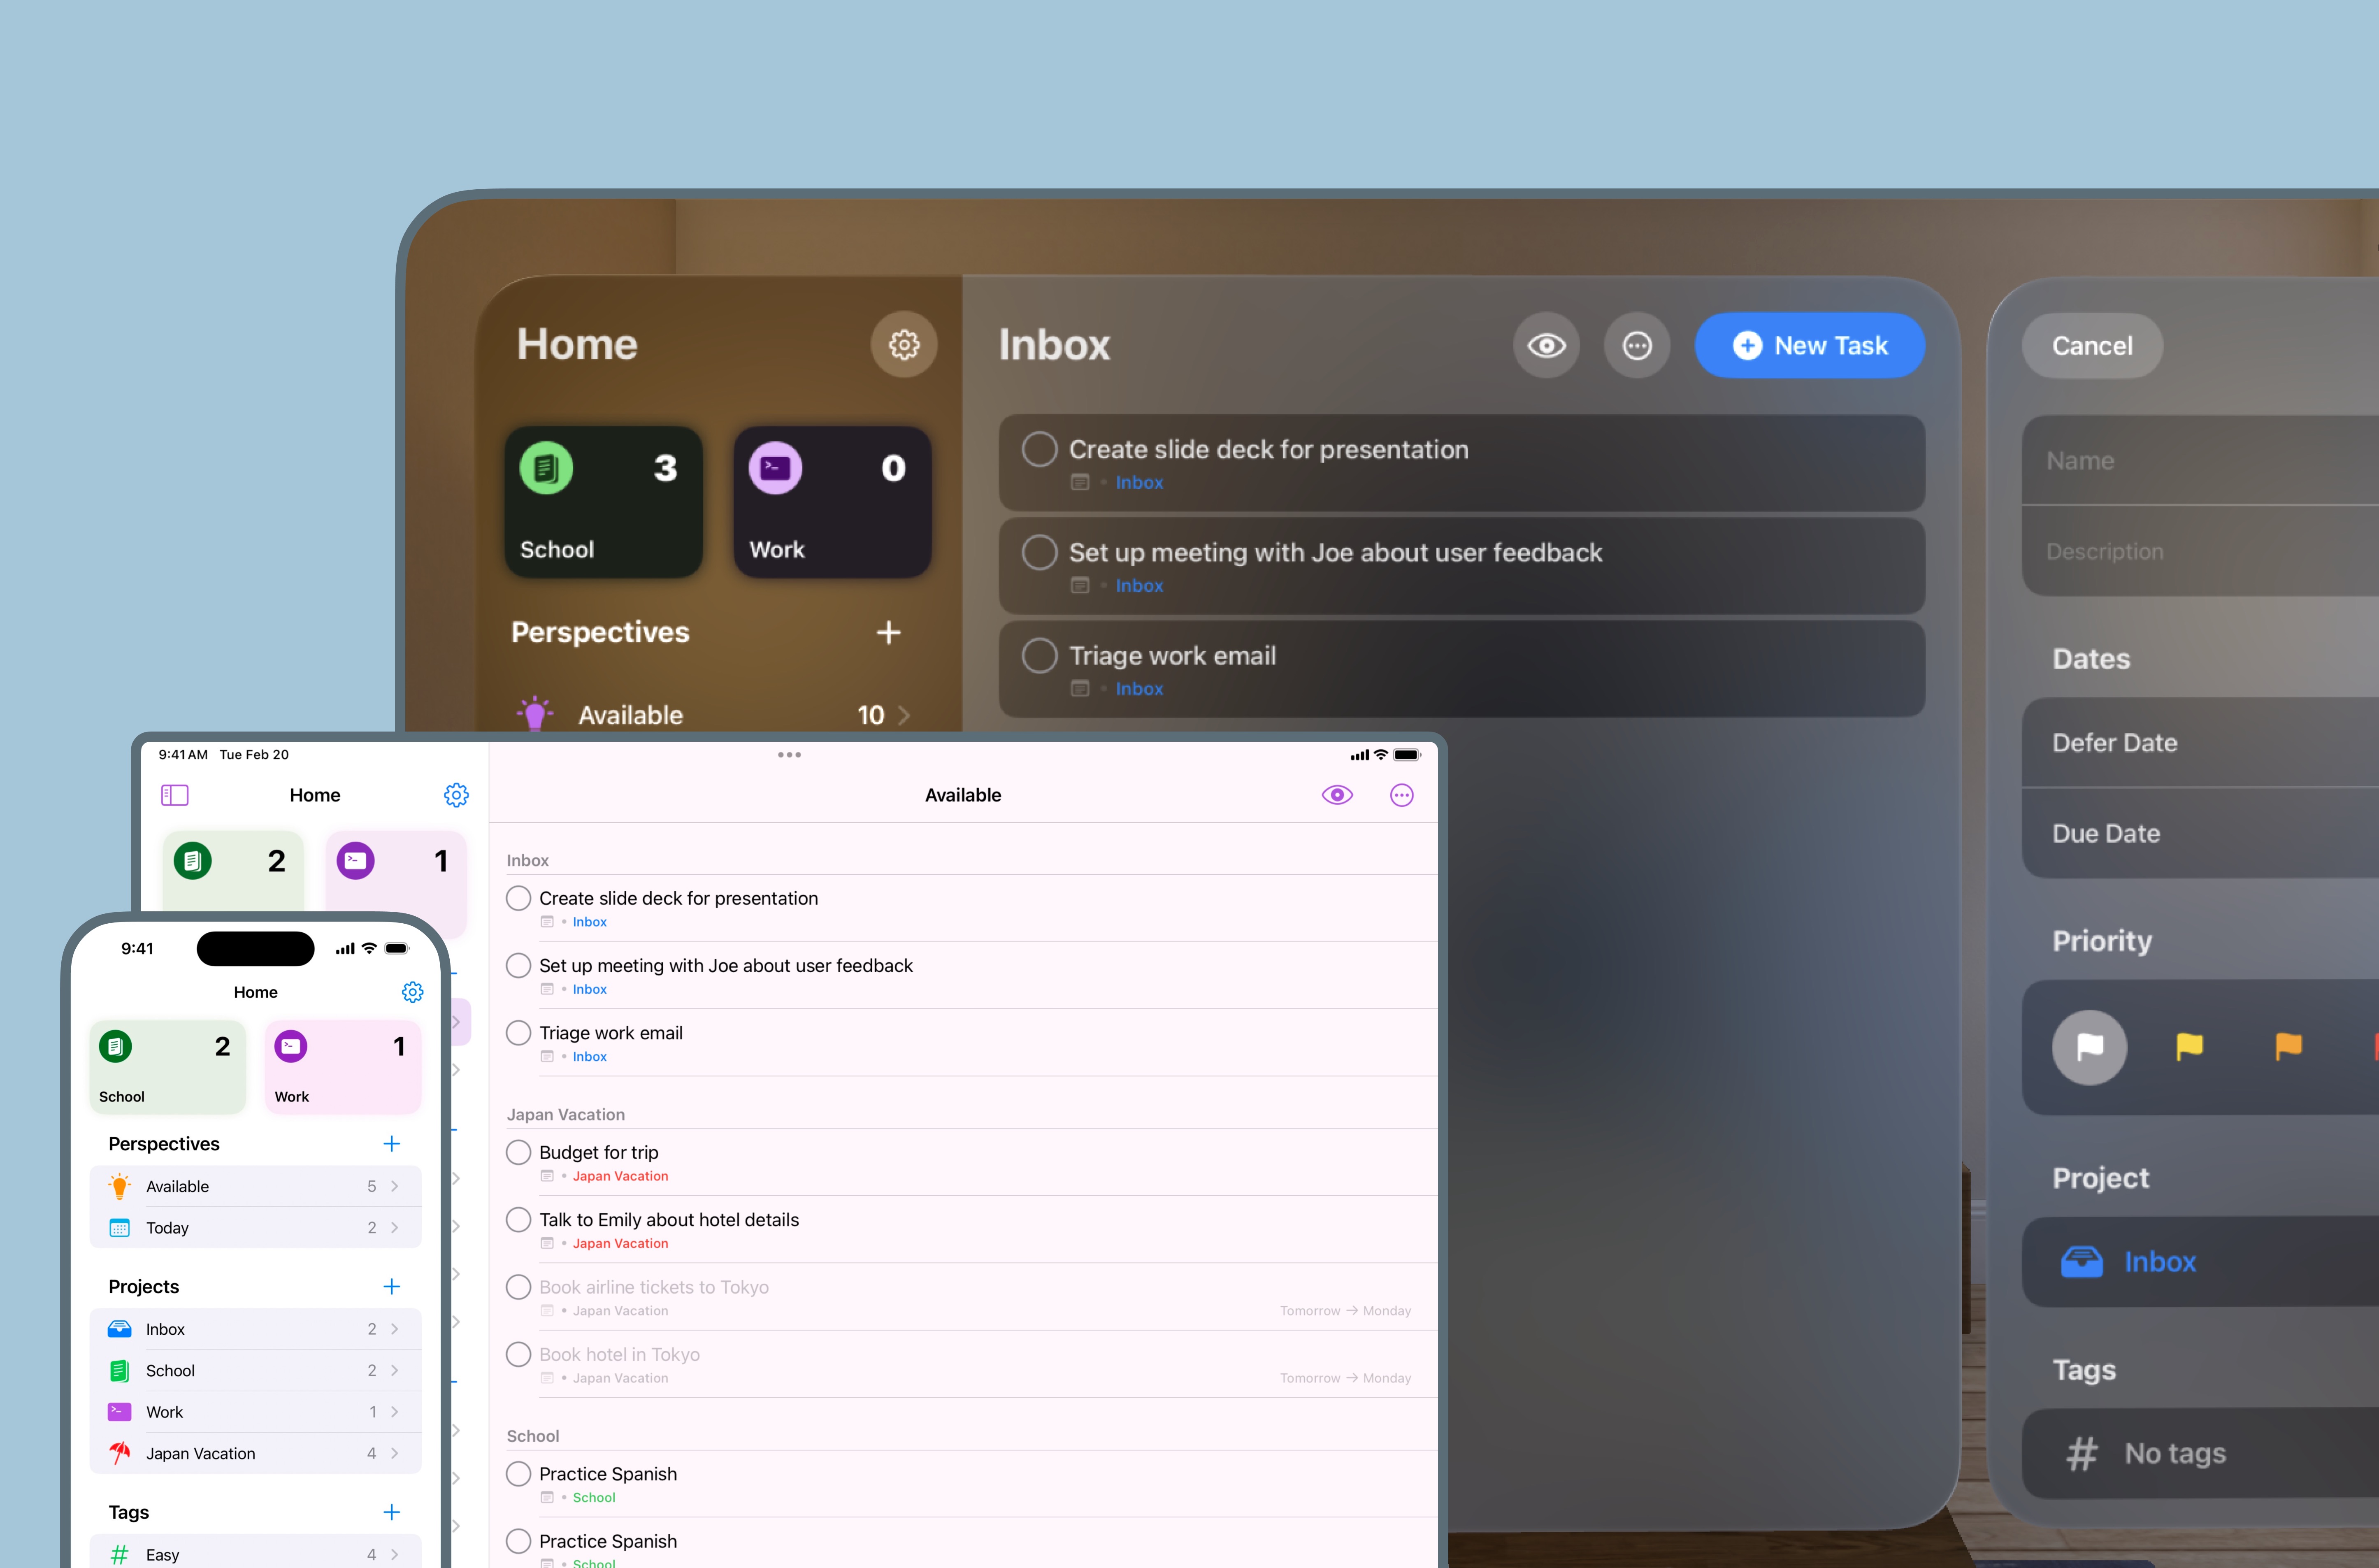 Home
3
School
0
Work
Perspectives
Available 10
Inbox
New Task
Create slide deck for presentation
• Inbox
Set up meeting with Joe about user feedback
• Inbox
Triage work email
• Inbox
Cancel
Name
Description
Dates
Defer Date
Due Date
Priority
Project
Inbox
Tags
# No tags
9:41 AM Tue Feb 20
Home
2
1
Available
Inbox
Create slide deck for presentation
• Inbox
Set up meeting with Joe about user feedback
• Inbox
Triage work email
• Inbox
Japan Vacation
Budget for trip
• Japan Vacation
Talk to Emily about hotel details
• Japan Vacation
Book airline tickets to Tokyo
• Japan Vacation Tomorrow → Monday
Book hotel in Tokyo
• Japan Vacation Tomorrow → Monday
School
Practice Spanish
• School
Practice Spanish
• School
9:41
Home
2
School
1
Work
Perspectives
Available 5
Today 2
Projects
Inbox 2
School 2
Work 1
Japan Vacation 4
Tags
# Easy 4